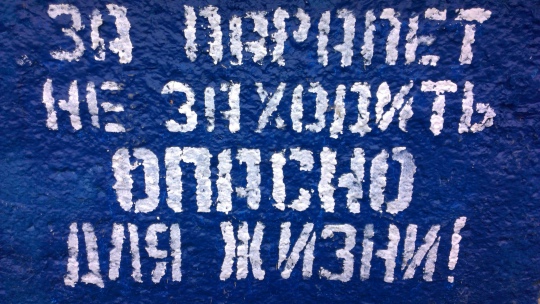 ЗА ПАРАПЕТ
НЕ ЗАХОДИТЬ
ОПАСНО
ДЛЯ ЖИЗНИ!